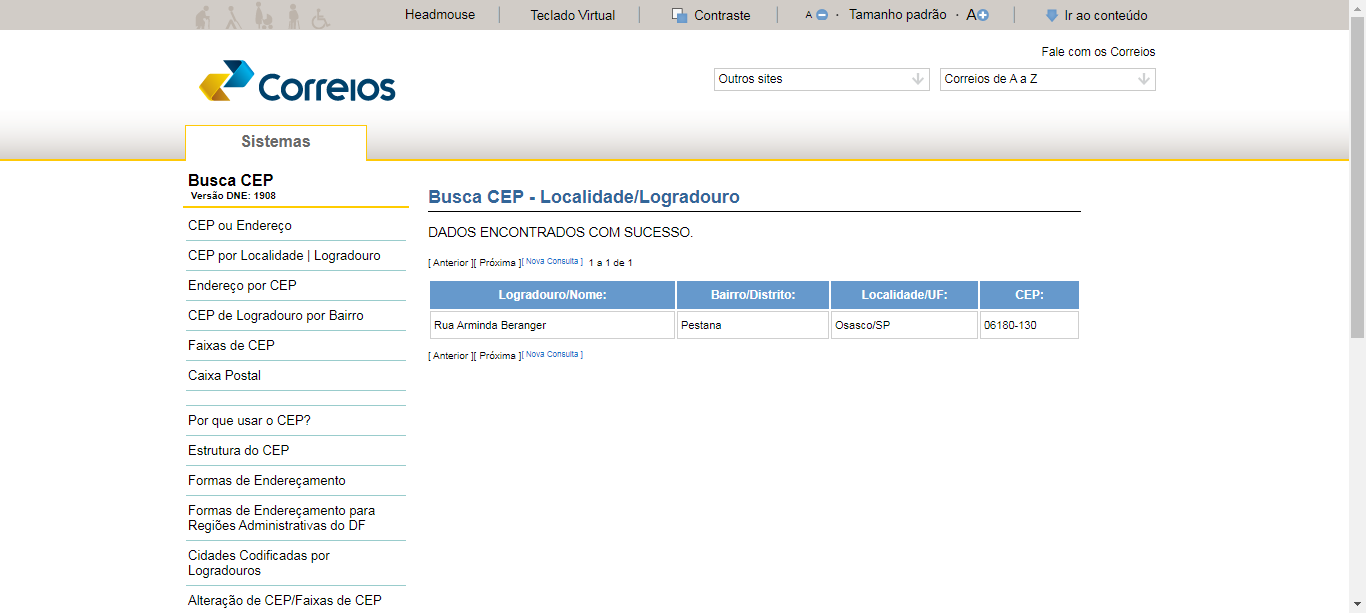 Headmouse
Teclado Virtual
Contraste
A · Tamanho padrão · A
Ir ao conteúdo
Fale com os Correios
Correios
Outros sites
Correios de A a Z
Sistemas
Busca CEP
Versão DNE: 1908
CEP ou Endereço
CEP por Localidade | Logradouro
Endereço por CEP
CEP de Logradouro por Bairro
Faixas de CEP
Caixa Postal
Por que usar o CEP?
Estrutura do CEP
Formas de Endereçamento
Formas de Endereçamento para
Regiões Administrativas do DF
Cidades Codificadas por
Logradouros
Alteração de CEP/Faixas de CEP
Busca CEP - Localidade/Logradouro
DADOS ENCONTRADOS COM SUCESSO.
[ Anterior ][ Próxima ][ Nova Consulta ] 1 a 1 de 1
Logradouro/Nome: Bairro/Distrito: Localidade/UF: CEP:
Rua Arminda Beranger Pestana Osasco/SP 06180-130
[ Anterior ][ Próxima ][ Nova Consulta ]